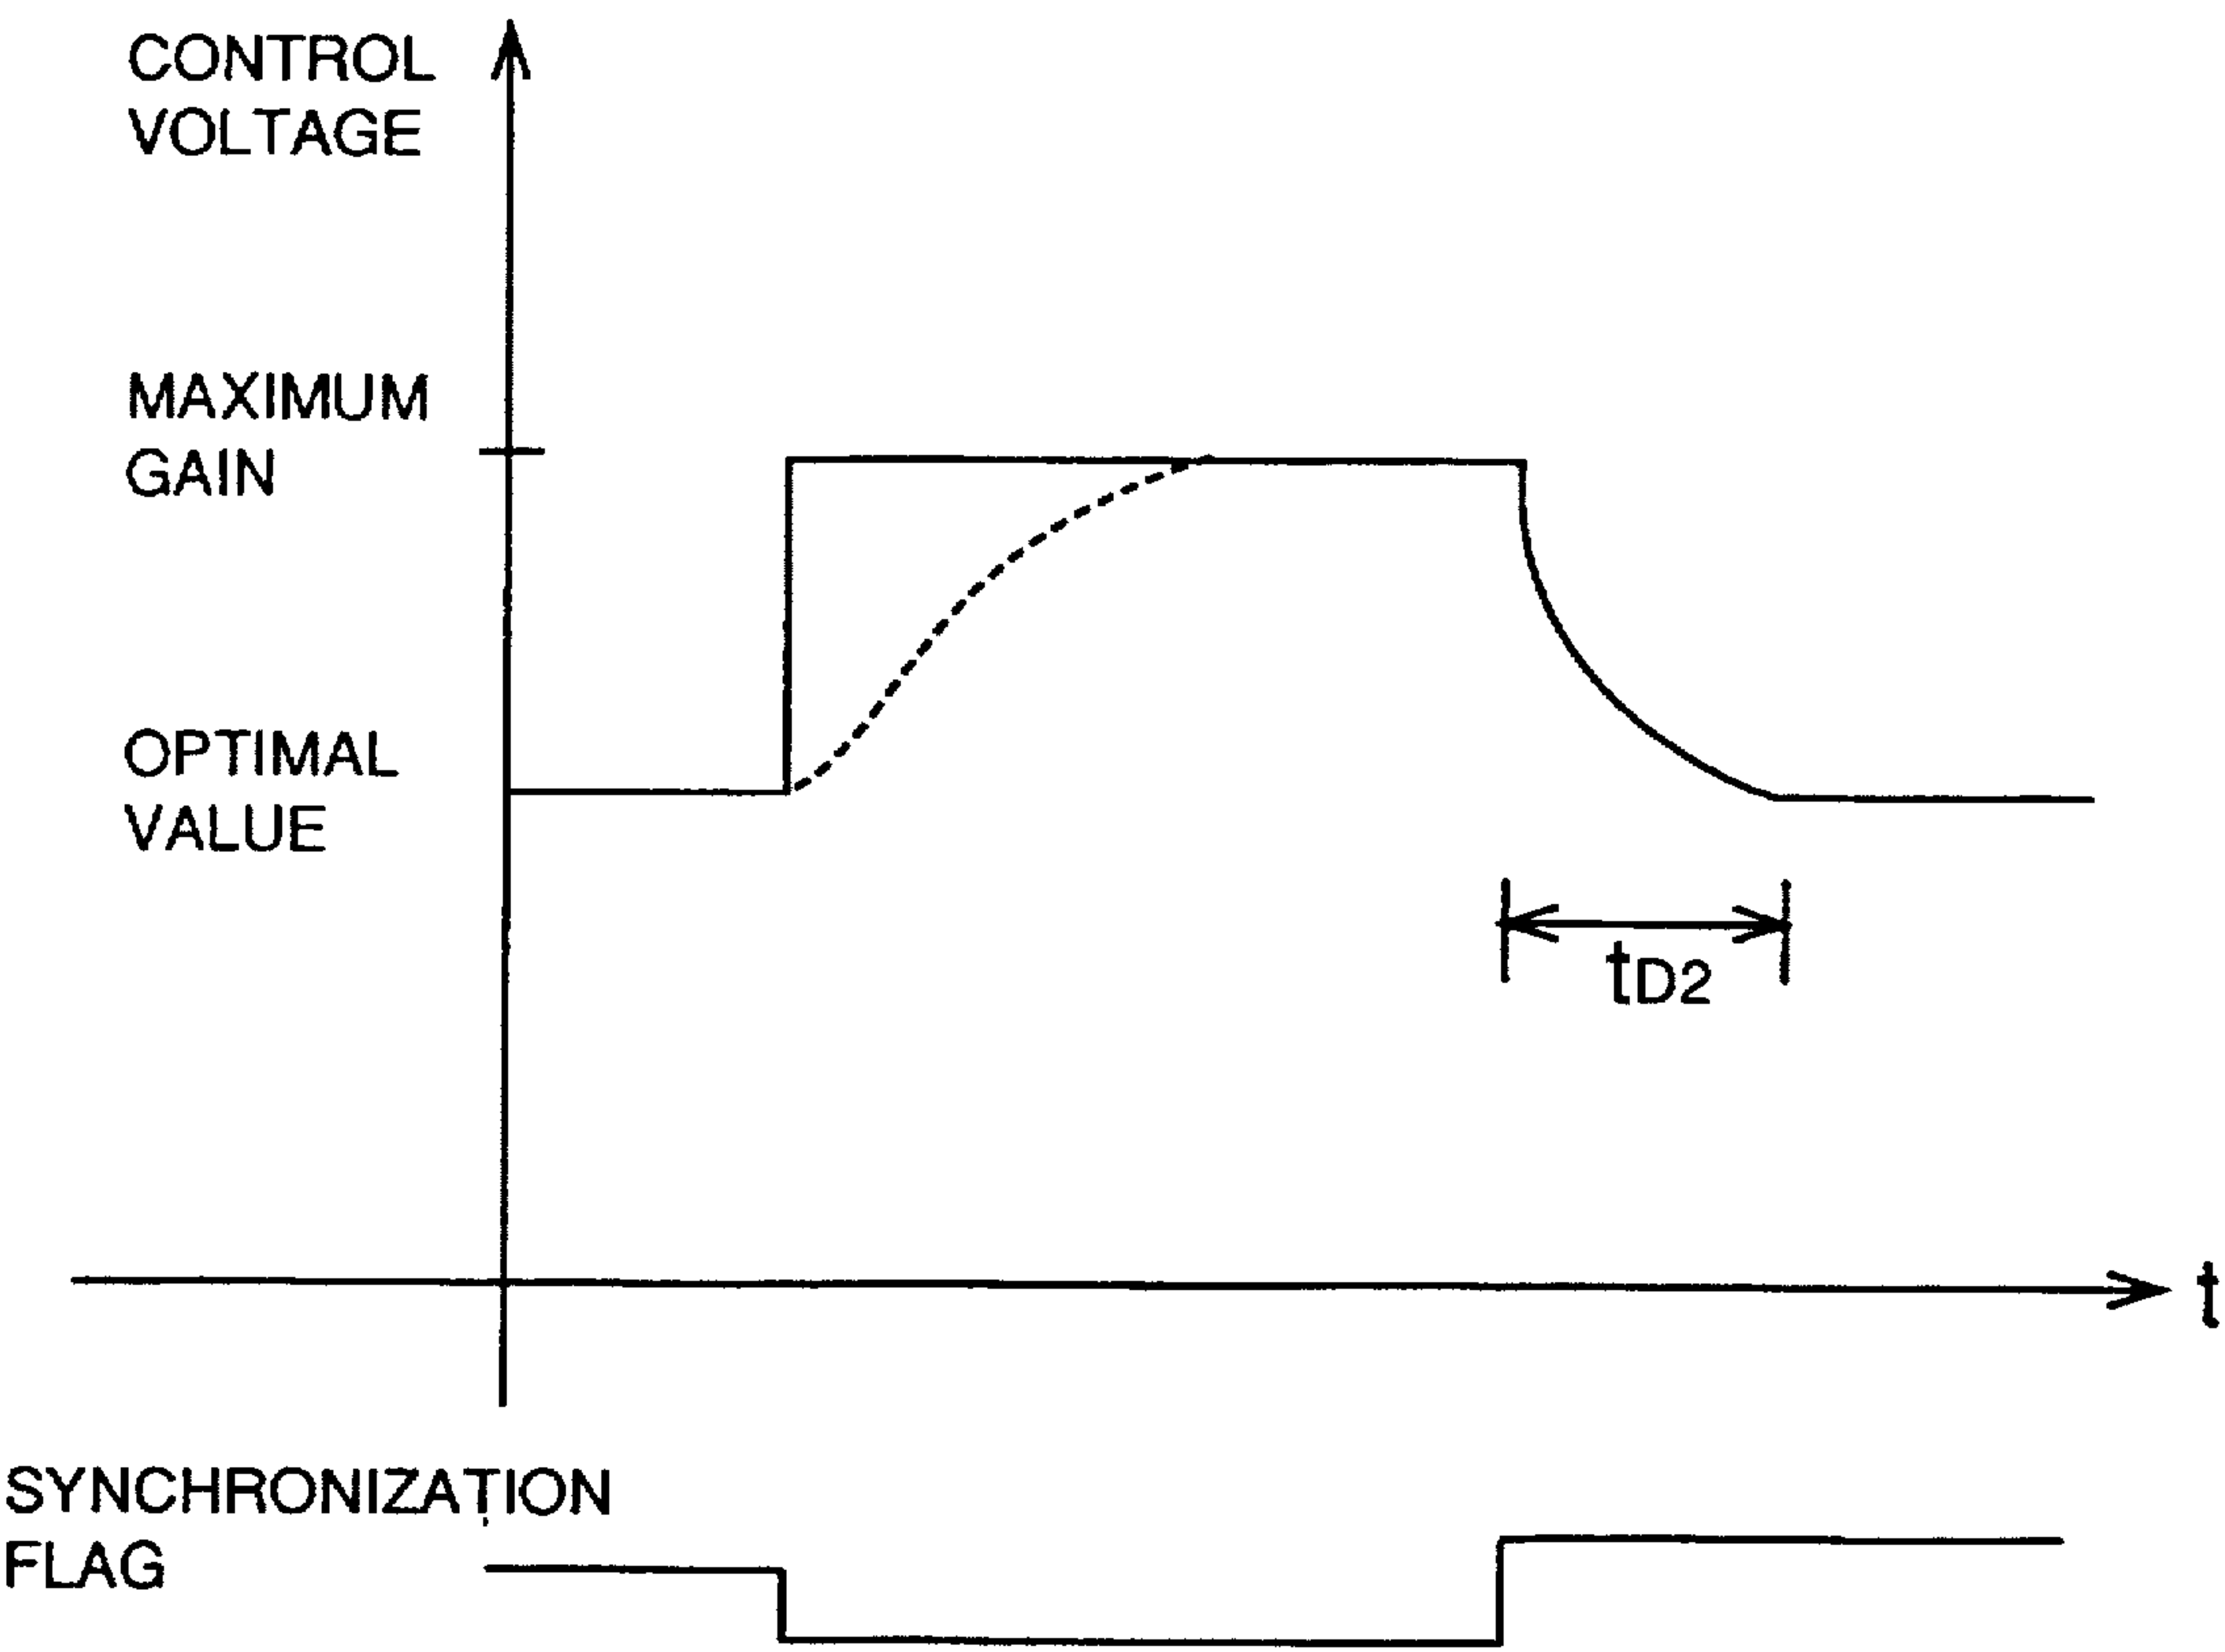 CONTROL
VOLTAGE
MAXIMUM
GAIN
OPTIMAL
VALUE
tD2
t
SYNCHRONIZATION
FLAG